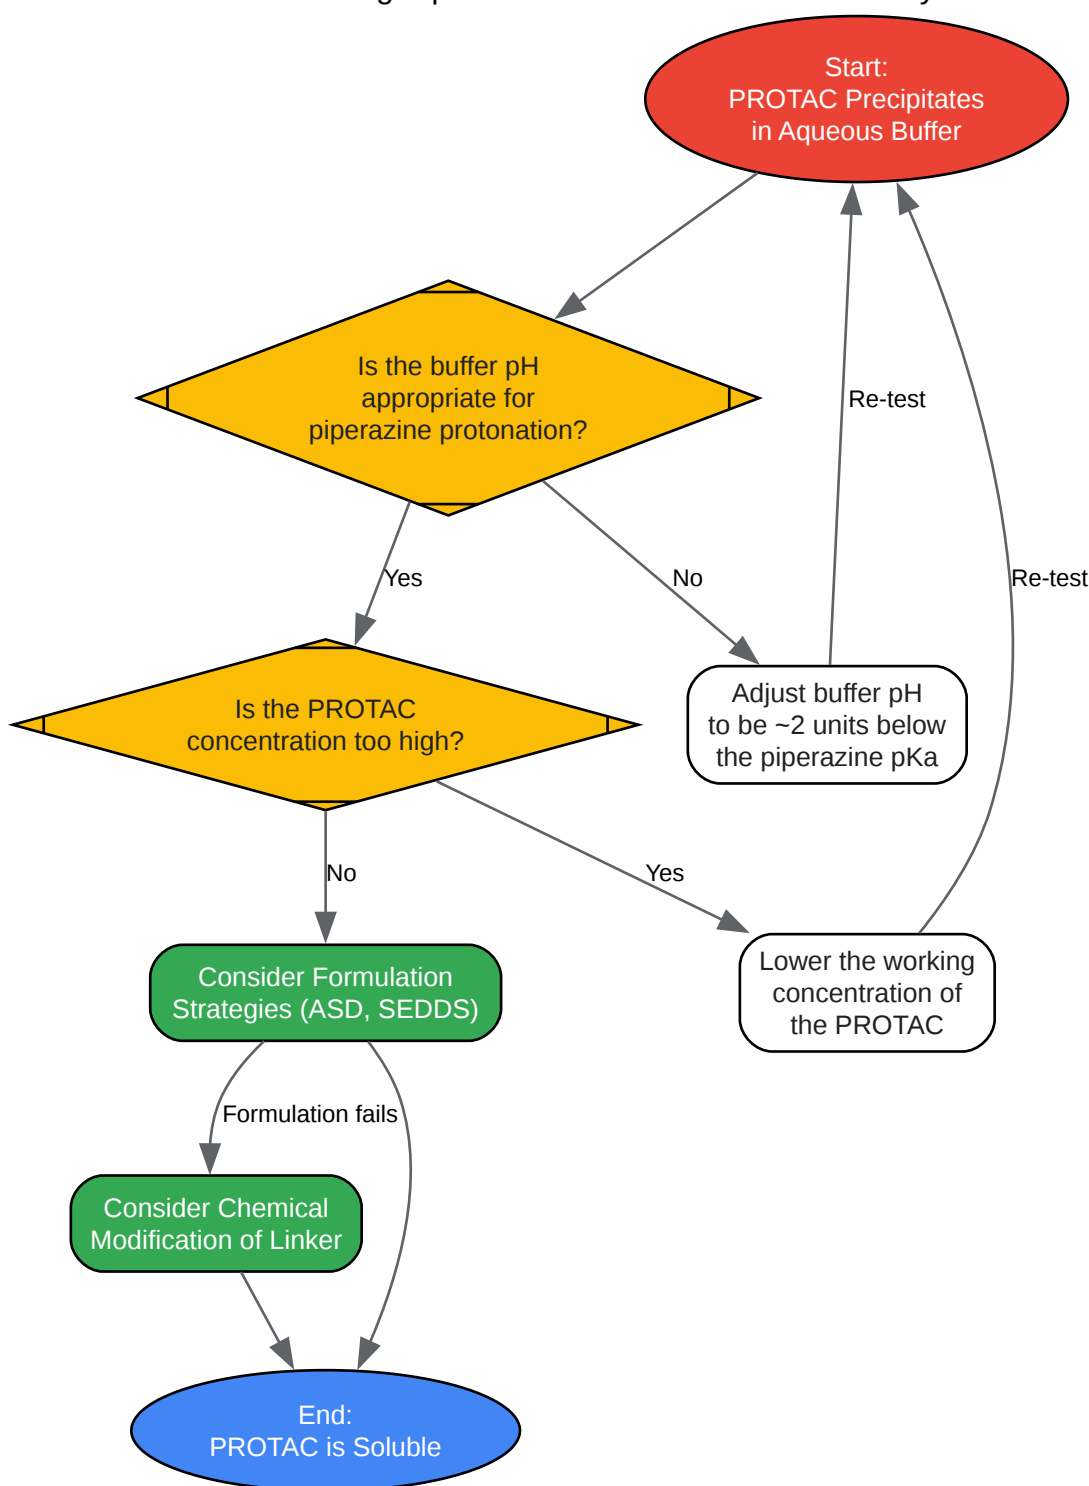 Start:
PROTAC Precipitates
in Aqueous Buffer
Is the buffer pH
appropriate for
piperazine protonation?
Re-test
Yes
No
Re-test
Is the PROTAC
concentration too high?
Adjust buffer pH
to be ~2 units below
the piperazine pKa
No
Yes
Consider Formulation
Strategies (ASD, SEDDS)
Lower the working
concentration of
the PROTAC
Formulation fails
Consider Chemical
Modification of Linker
End:
PROTAC is Soluble